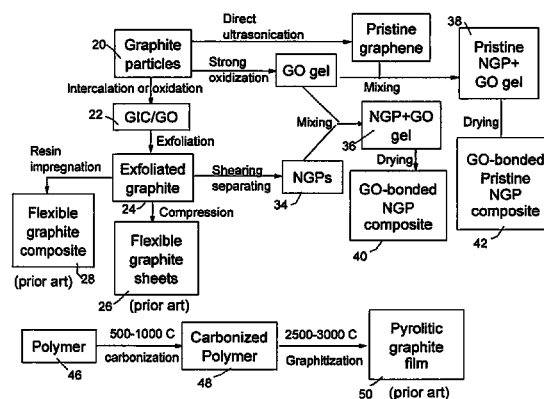 Direct
ultrasonication
20
Graphite
particles
Pristine
graphene
38
Pristine
NGP+
GO gel
Strong
oxidization
GO gel
Mixing
Intercalation or oxidation
22
GIC/GO
Exfoliation
Mixing
NGP+GO
gel
36
Drying
Drying
Resin
impregnation
Exfoliated
graphite
24
Shearing
separating
NGPs
34
GO-bonded
NGP
composite
40
GO-bonded
Pristine
NGP
composite
42
Flexible
graphite
composite
28
(prior art)
Compression
Flexible
graphite
sheets
26
(prior art)
Polymer
46
500-1000 C
carbonization
Carbonized
Polymer
48
2500-3000 C
Graphitization
Pyrolitic
graphite
film
50
(prior art)